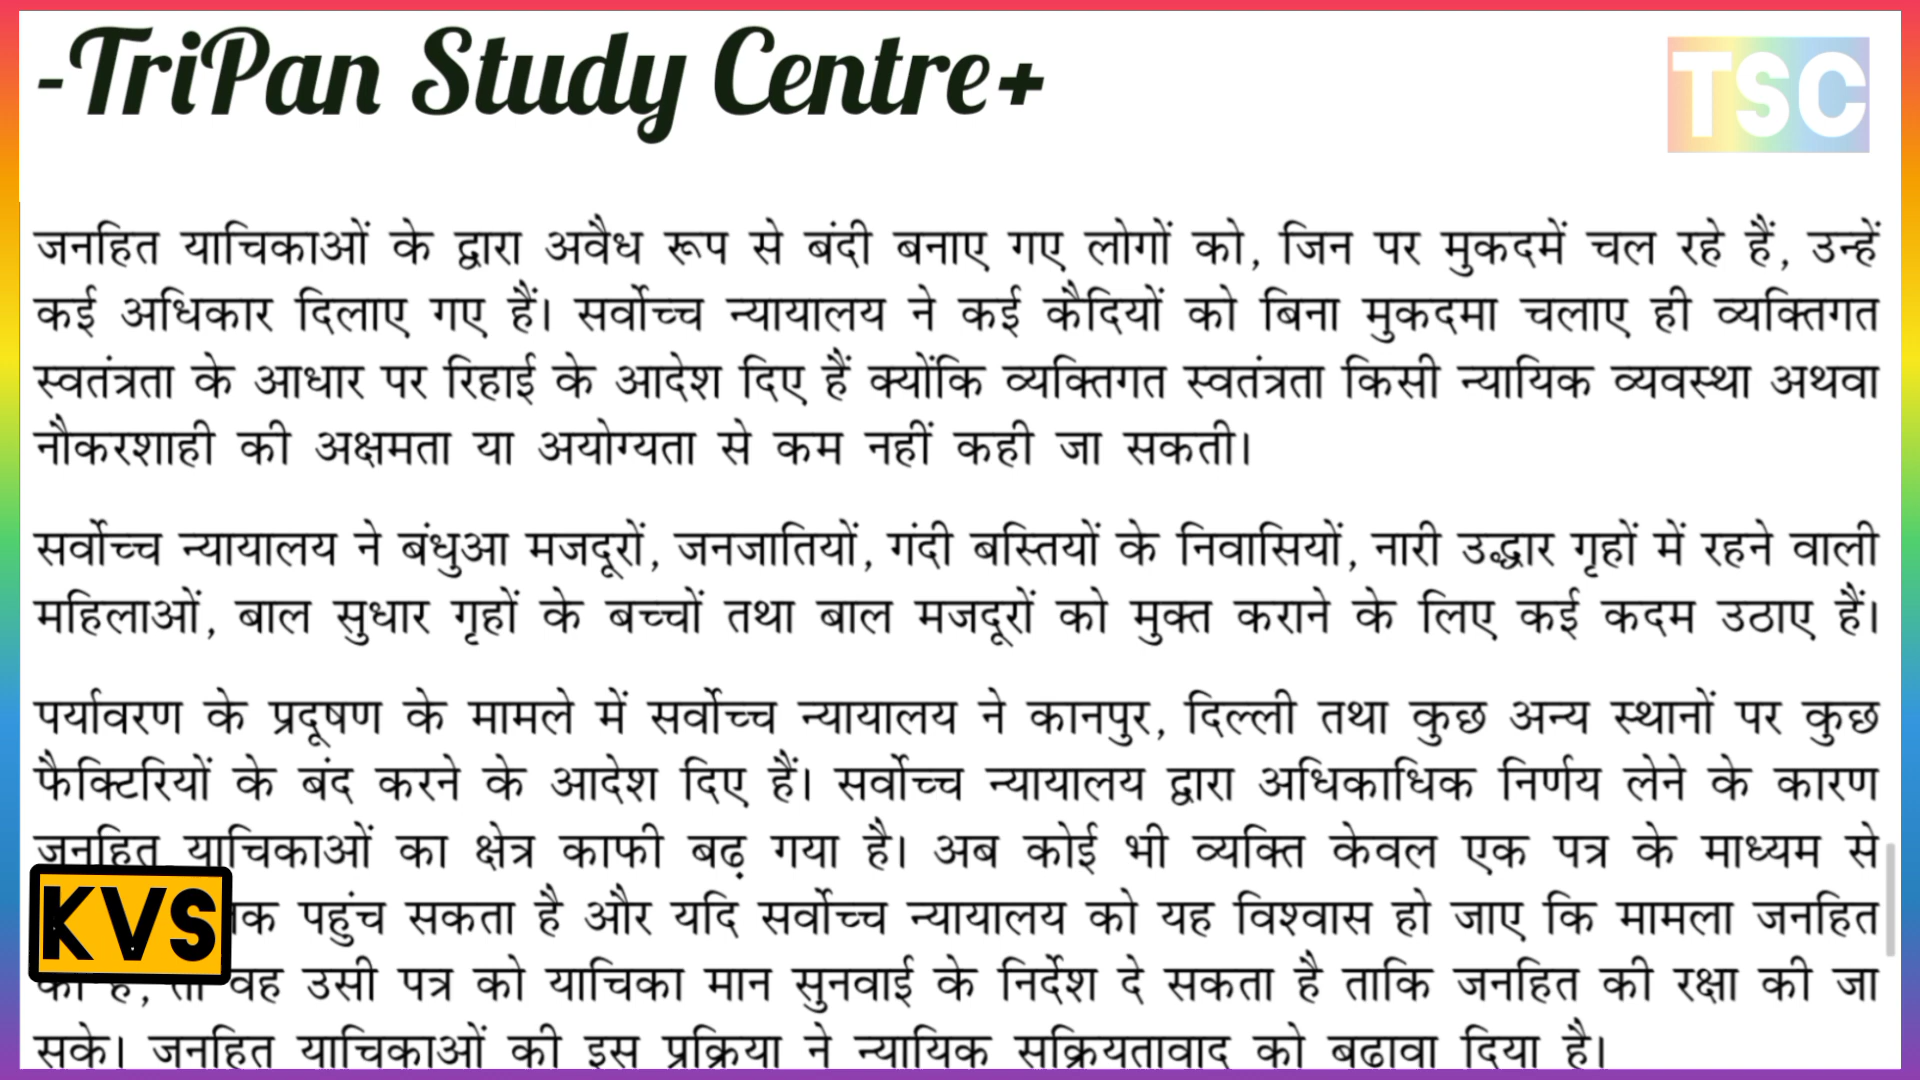 -TriPan Study Centre+
TSC
जनहित याचिकाओं के द्वारा अवैध रूप से बंदी बनाए गए लोगों को, जिन पर मुकदमें चल रहे हैं, उन्हें
कई अधिकार दिलाए गए हैं। सर्वोच्च न्यायालय ने कई कैदियों को बिना मुकदमा चलाए ही व्यक्तिगत
स्वतंत्रता के आधार पर रिहाई के आदेश दिए हैं क्योंकि व्यक्तिगत स्वतंत्रता किसी न्यायिक व्यवस्था अथवा
नौकरशाही की अक्षमता या अयोग्यता से कम नहीं कही जा सकती।
सर्वोच्च न्यायालय ने बंधुआ मजदूरों, जनजातियों, गंदी बस्तियों के निवासियों, नारी उद्धार गृहों में रहने वाली
महिलाओं, बाल सुधार गृहों के बच्चों तथा बाल मजदूरों को मुक्त कराने के लिए कई कदम उठाए हैं।
पर्यावरण के प्रदूषण के मामले में सर्वोच्च न्यायालय ने कानपुर, दिल्ली तथा कुछ अन्य स्थानों पर कुछ
फैक्टिरियों के बंद करने के आदेश दिए हैं। सर्वोच्च न्यायालय द्वारा अधिकाधिक निर्णय लेने के कारण
जनहित याचिकाओं का क्षेत्र काफी बढ़ गया है। अब कोई भी व्यक्ति केवल एक पत्र के माध्यम से
पहुंच सकता है और यदि सर्वोच्च न्यायालय को यह विश्वास हो जाए कि मामला जनहित
वह उसी पत्र को याचिका मान सुनवाई के निर्देश दे सकता है ताकि जनहित की रक्षा की जा
सके। जनहित याचिकाओं की इस प्रक्रिया ने न्यायिक सक्रियतावाद को बढावा दिया है।
KVS